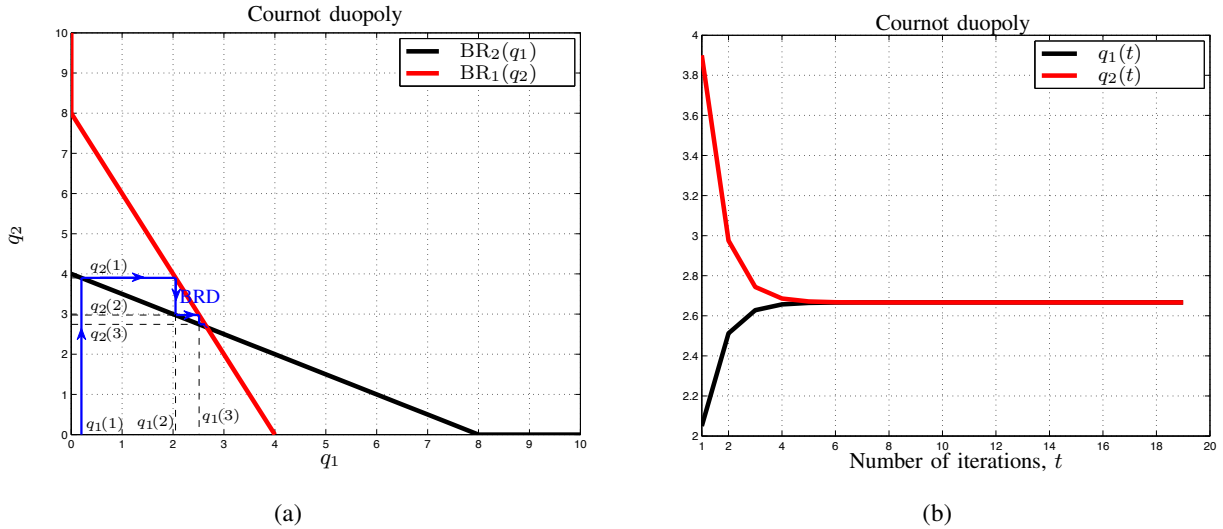 Cournot duopoly
BR₂(q₁)
BR₁(q₂)
10
9
8
7
6
5
4
3
2
1
0
q₂
q₂(1)
BRD
q₂(2)
q₂(3)
q₁(1)
q₁(2)
q₁(3)
0 1 2 3 4 5 6 7 8 9 10
q₁
(a)
Cournot duopoly
q₁(t)
q₂(t)
4
3.8
3.6
3.4
3.2
3
2.8
2.6
2.4
2.2
2
1 2 4 6 8 10 12 14 16 18 20
Number of iterations, t
(b)